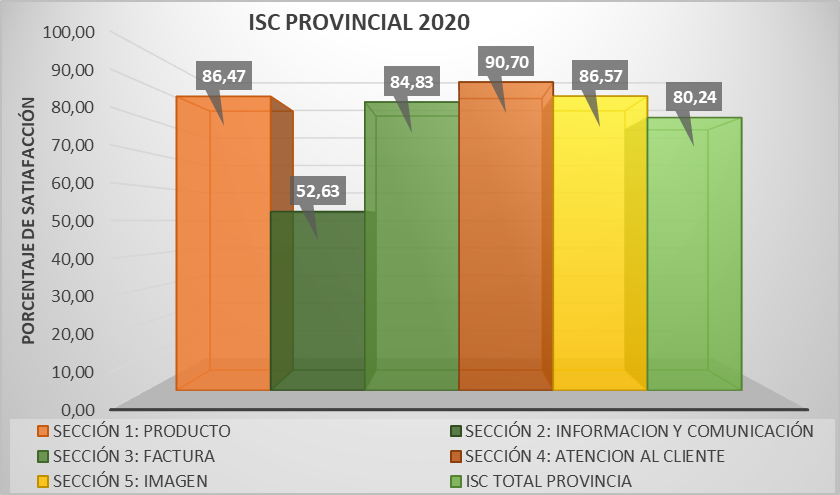 ISC PROVINCIAL 2020
PORCENTAJE DE SATIAFACCIÓN
100,00
90,00
80,00
70,00
60,00
50,00
40,00
30,00
20,00
10,00
0,00
86,47
52,63
84,83
90,70
86,57
80,24
SECCIÓN 1: PRODUCTO
SECCIÓN 2: INFORMACION Y COMUNICACIÓN
SECCIÓN 3: FACTURA
SECCIÓN 4: ATENCION AL CLIENTE
SECCIÓN 5: IMAGEN
ISC TOTAL PROVINCIA